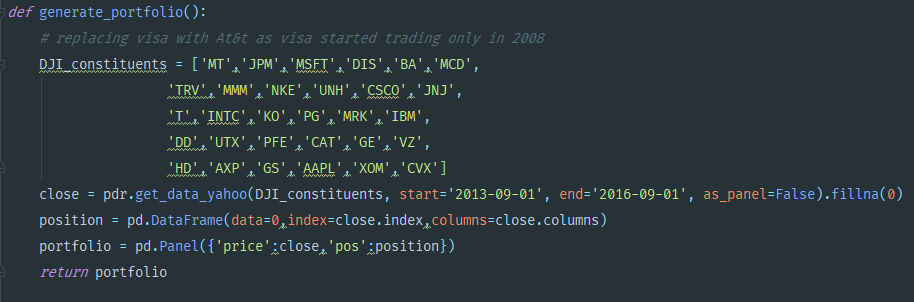 def generate_portfolio():
# replacing visa with At&t as visa started trading only in 2008
DJI_constituents = ['MT','JPM','MSFT','DIS','BA','MCD',
'TRV','MMM','NKE','UNH','CSCO','JNJ',
'T','INTC','KO','PG','MRK','IBM',
'DD','UTX','PFE','CAT','GE','VZ',
'HD','AXP','GS','AAPL','XOM','CVX']
close = pdr.get_data_yahoo(DJI_constituents, start='2013-09-01', end='2016-09-01', as_panel=False).fillna(0)
position = pd.DataFrame(data=0,index=close.index,columns=close.columns)
portfolio = pd.Panel({'price':close,'pos':position})
return portfolio